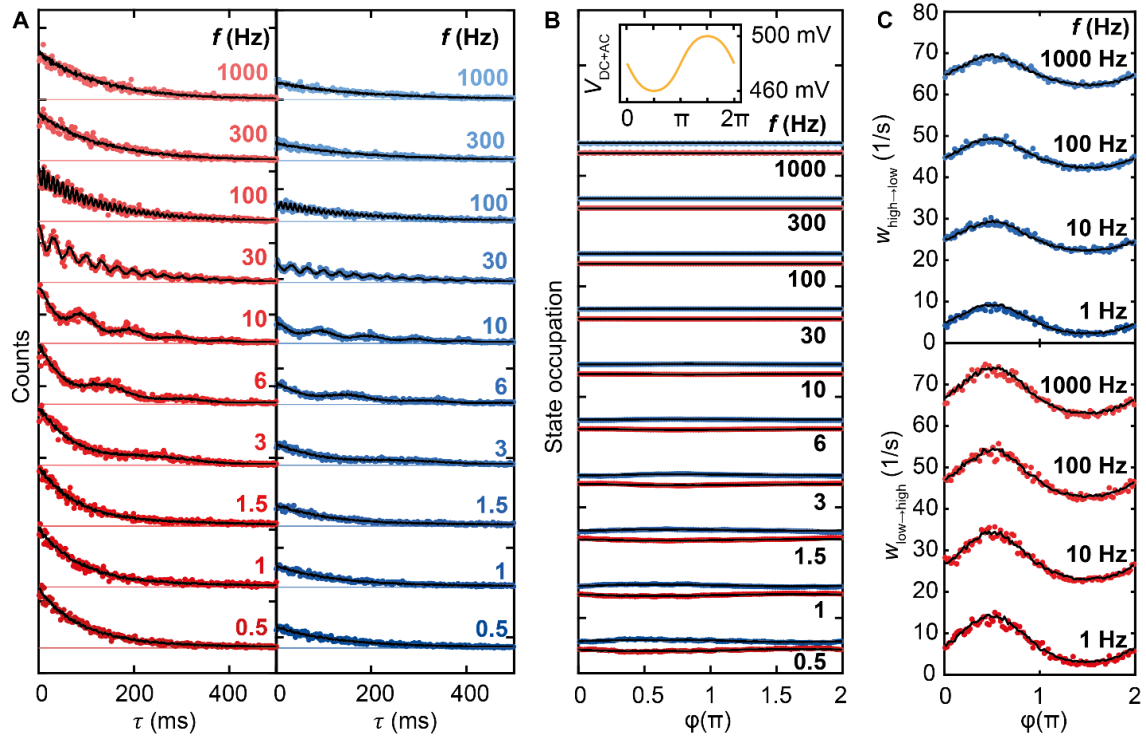 A
f (Hz)
1000
300
100
30
10
6
3
1.5
1
0.5
Counts
0
200
400
τ (ms)
f (Hz)
1000
300
100
30
10
6
3
1.5
1
0.5
0
200
400
τ (ms)
B
V DC+AC
500 mV
460 mV
0
π
2π
f (Hz)
1000
300
100
30
10
6
3
1.5
1
0.5
State occupation
0
0.5
1
1.5
2
φ(π)
C
80
70
60
50
40
30
20
10
0
w high→low (1/s)
1000 Hz
100 Hz
10 Hz
1 Hz
70
60
50
40
30
20
10
0
w low→high (1/s)
1000 Hz
100 Hz
10 Hz
1 Hz
0
1
2
φ(π)